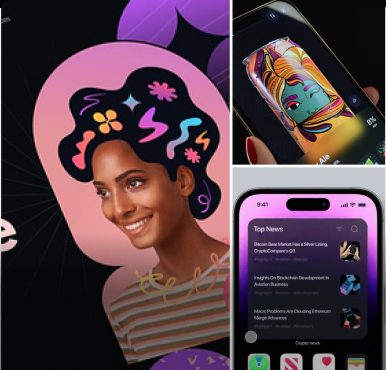 e
Ale
8%
9:41
Top News
Bitcoin Bear Market Has a Silver Lining,
CryptoCompare's Q3
Insights On Blockchain Development In
Aviation Business
Macro Problems Are Clouding Ethereum
Merge Advances
Crypto news